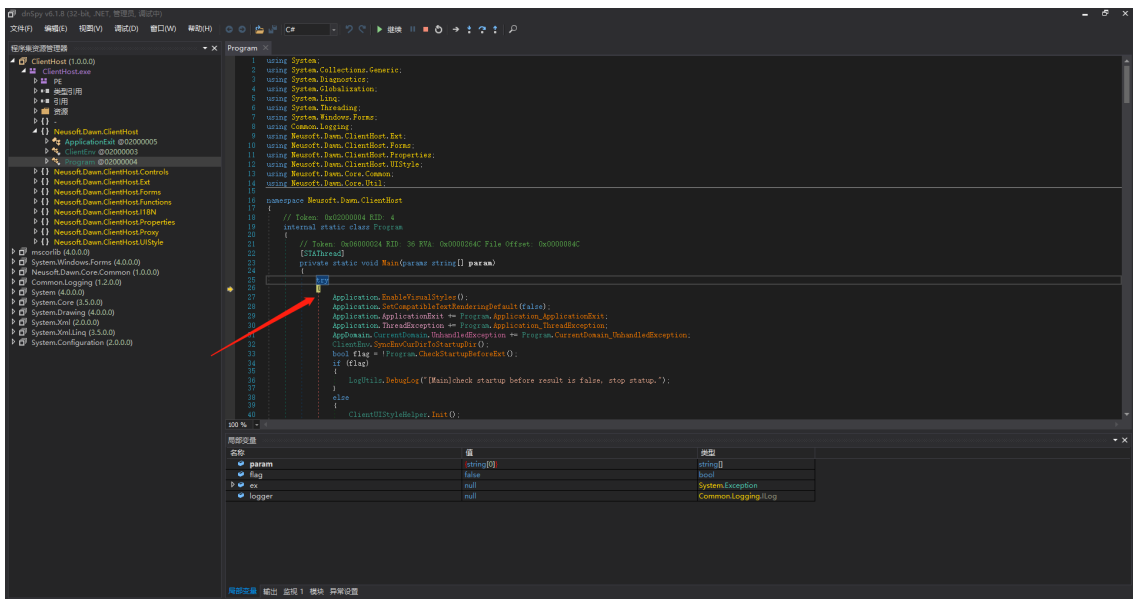 dnSpy v6.1.8 (32-bit, .NET, 管理员, 调试中)
文件(F) 编辑(E) 视图(V) 调试(D) 窗口(W) 帮助(H) C# 继续
程序集资源管理器
ClientHost (1.0.0.0)
ClientHost.exe
PE
类型引用
引用
资源
{ } -
{ } Neusoft.Dawn.ClientHost
ApplicationExit @02000005
ClientEnv @02000003
Program @02000004
{ } Neusoft.Dawn.ClientHost.Controls
{ } Neusoft.Dawn.ClientHost.Ext
{ } Neusoft.Dawn.ClientHost.Forms
{ } Neusoft.Dawn.ClientHost.Functions
{ } Neusoft.Dawn.ClientHost.I18N
{ } Neusoft.Dawn.ClientHost.Properties
{ } Neusoft.Dawn.ClientHost.Proxy
{ } Neusoft.Dawn.ClientHost.UIStyle
mscorlib (4.0.0.0)
System.Windows.Forms (4.0.0.0)
Neusoft.Dawn.Core.Common (1.0.0.0)
Common.Logging (1.2.0.0)
System (4.0.0.0)
System.Core (3.5.0.0)
System.Drawing (4.0.0.0)
System.Xml (2.0.0.0)
System.Xml.Linq (3.5.0.0)
System.Configuration (2.0.0.0)
Program
1 using System;
2 using System.Collections.Generic;
3 using System.Diagnostics;
4 using System.Globalization;
5 using System.Linq;
6 using System.Threading;
7 using System.Windows.Forms;
8 using Common.Logging;
9 using Neusoft.Dawn.ClientHost.Ext;
10 using Neusoft.Dawn.ClientHost.Forms;
11 using Neusoft.Dawn.ClientHost.Properties;
12 using Neusoft.Dawn.ClientHost.UIStyle;
13 using Neusoft.Dawn.Core.Common;
14 using Neusoft.Dawn.Core.Util;
15
16 namespace Neusoft.Dawn.ClientHost
17 {
18 // Token: 0x02000004 RID: 4
19 internal static class Program
20 {
21 // Token: 0x06000024 RID: 36 RVA: 0x0000264C File Offset: 0x0000084C
22 [STAThread]
23 private static void Main(params string[] param)
24 {
25 try
26 {
27 Application.EnableVisualStyles();
28 Application.SetCompatibleTextRenderingDefault(false);
29 Application.ApplicationExit += Program.Application_ApplicationExit;
30 Application.ThreadException += Program.Application_ThreadException;
31 AppDomain.CurrentDomain.UnhandledException += Program.CurrentDomain_UnhandledException;
32 ClientEnv.SyncEnvCurDirToStartupDir();
33 bool flag = !Program.CheckStartupBeforeExt();
34 if (flag)
35 {
36 LogUtils.DebugLog("[Main]check startup before result is false, stop statup.");
37 }
38 else
39 {
40 ClientUIStyleHelper.Init();
100 %
局部变量
名称 值 类型
param string[0] string[]
flag false bool
ex null System.Exception
logger null Common.Logging.ILog
局部变量 输出 监视 1 模块 异常设置